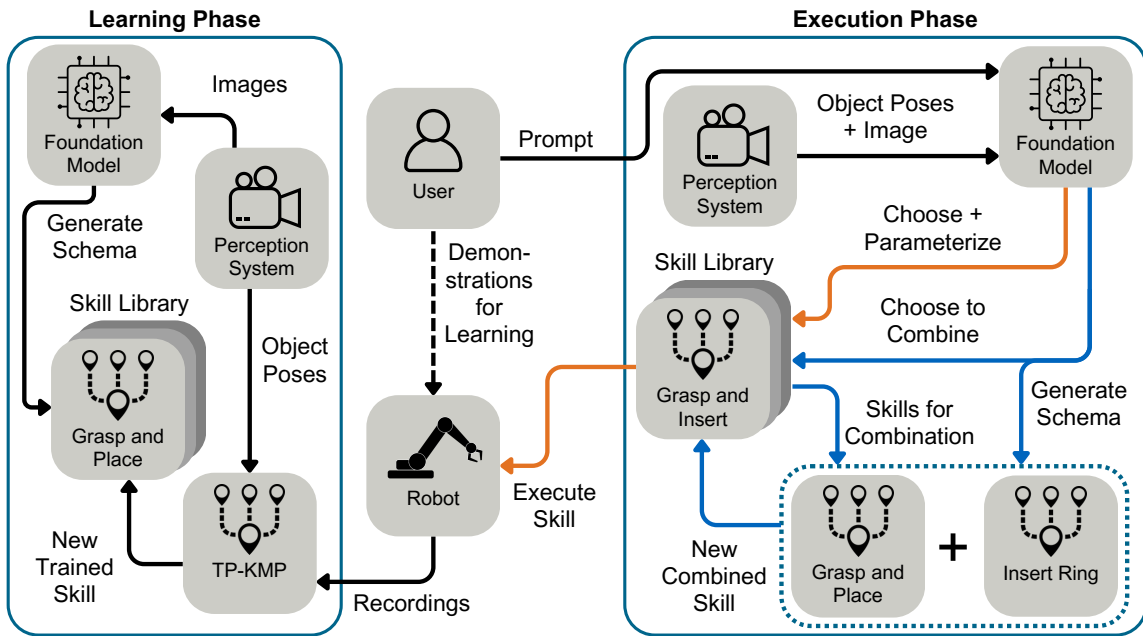 Learning Phase
Images
Foundation
Model
Generate
Schema
Perception
System
Skill Library
Object
Poses
Grasp and
Place
New
Trained
Skill
TP-KMP
User
Demon-
strations
for
Learning
Robot
Recordings
Execution Phase
Prompt
Perception
System
Object Poses
+ Image
Foundation
Model
Choose +
Parameterize
Skill Library
Choose to
Combine
Grasp and
Insert
Generate
Schema
Skills for
Combination
Execute
Skill
New
Combined
Skill
Grasp and
Place
+
Insert Ring